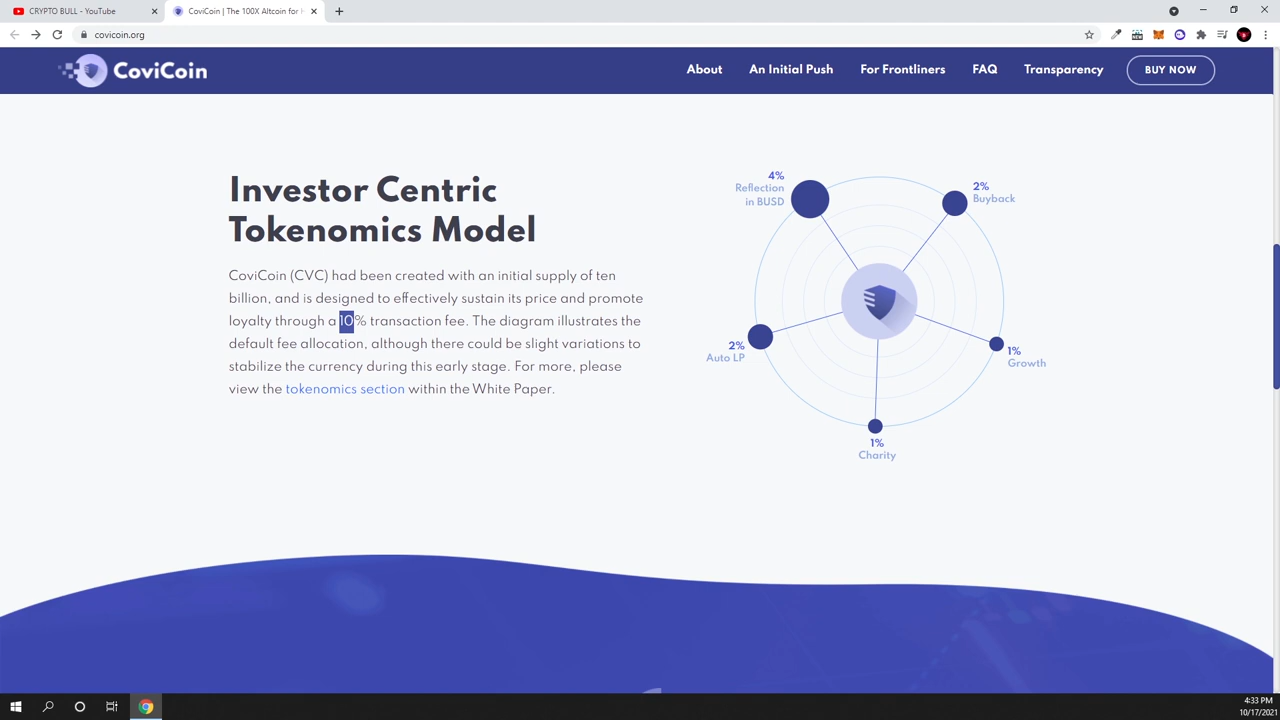 CRYPTO BULL - YouTube
CoviCoin | The 100X Altcoin for
covicoin.org
CoviCoin
About
An Initial Push
For Frontliners
FAQ
Transparency
BUY NOW
Investor Centric
Tokenomics Model
CoviCoin (CVC) had been created with an initial supply of ten
billion, and is designed to effectively sustain its price and promote
loyalty through a 10% transaction fee. The diagram illustrates the
default fee allocation, although there could be slight variations to
stabilize the currency during this early stage. For more, please
view the tokenomics section within the White Paper.
4%
Reflection
in BUSD
2%
Buyback
2%
Auto LP
1%
Growth
1%
Charity
4:33 PM
10/17/2021